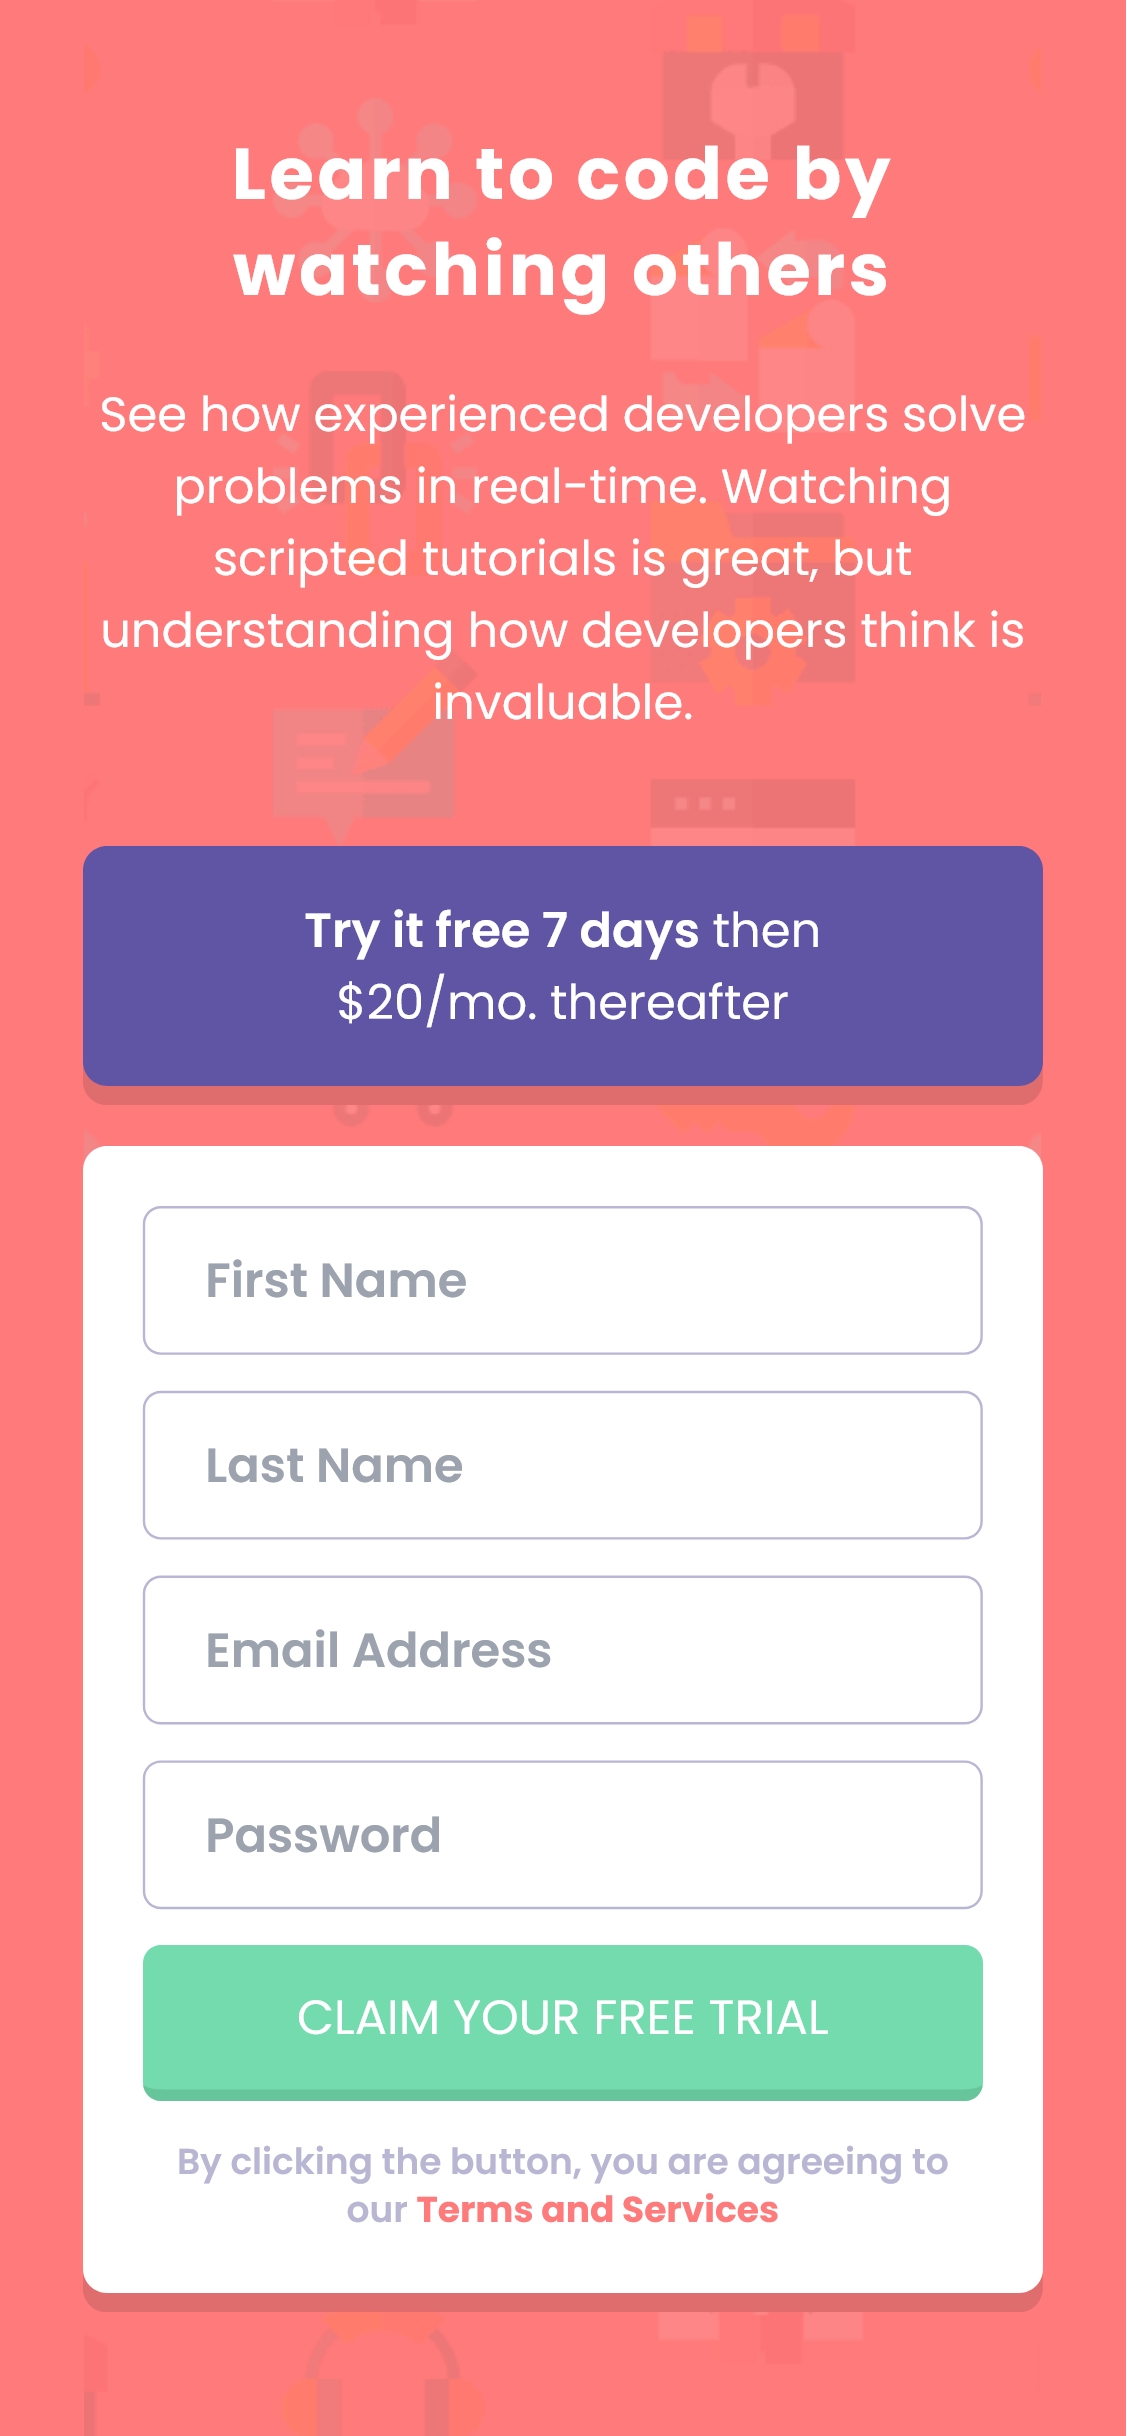 Learn to code by
watching others
See how experienced developers solve
problems in real-time. Watching
scripted tutorials is great, but
understanding how developers think is
invaluable.
Try it free 7 days then
$20/mo. thereafter
First Name
Last Name
Email Address
Password
CLAIM YOUR FREE TRIAL
By clicking the button, you are agreeing to
our Terms and Services